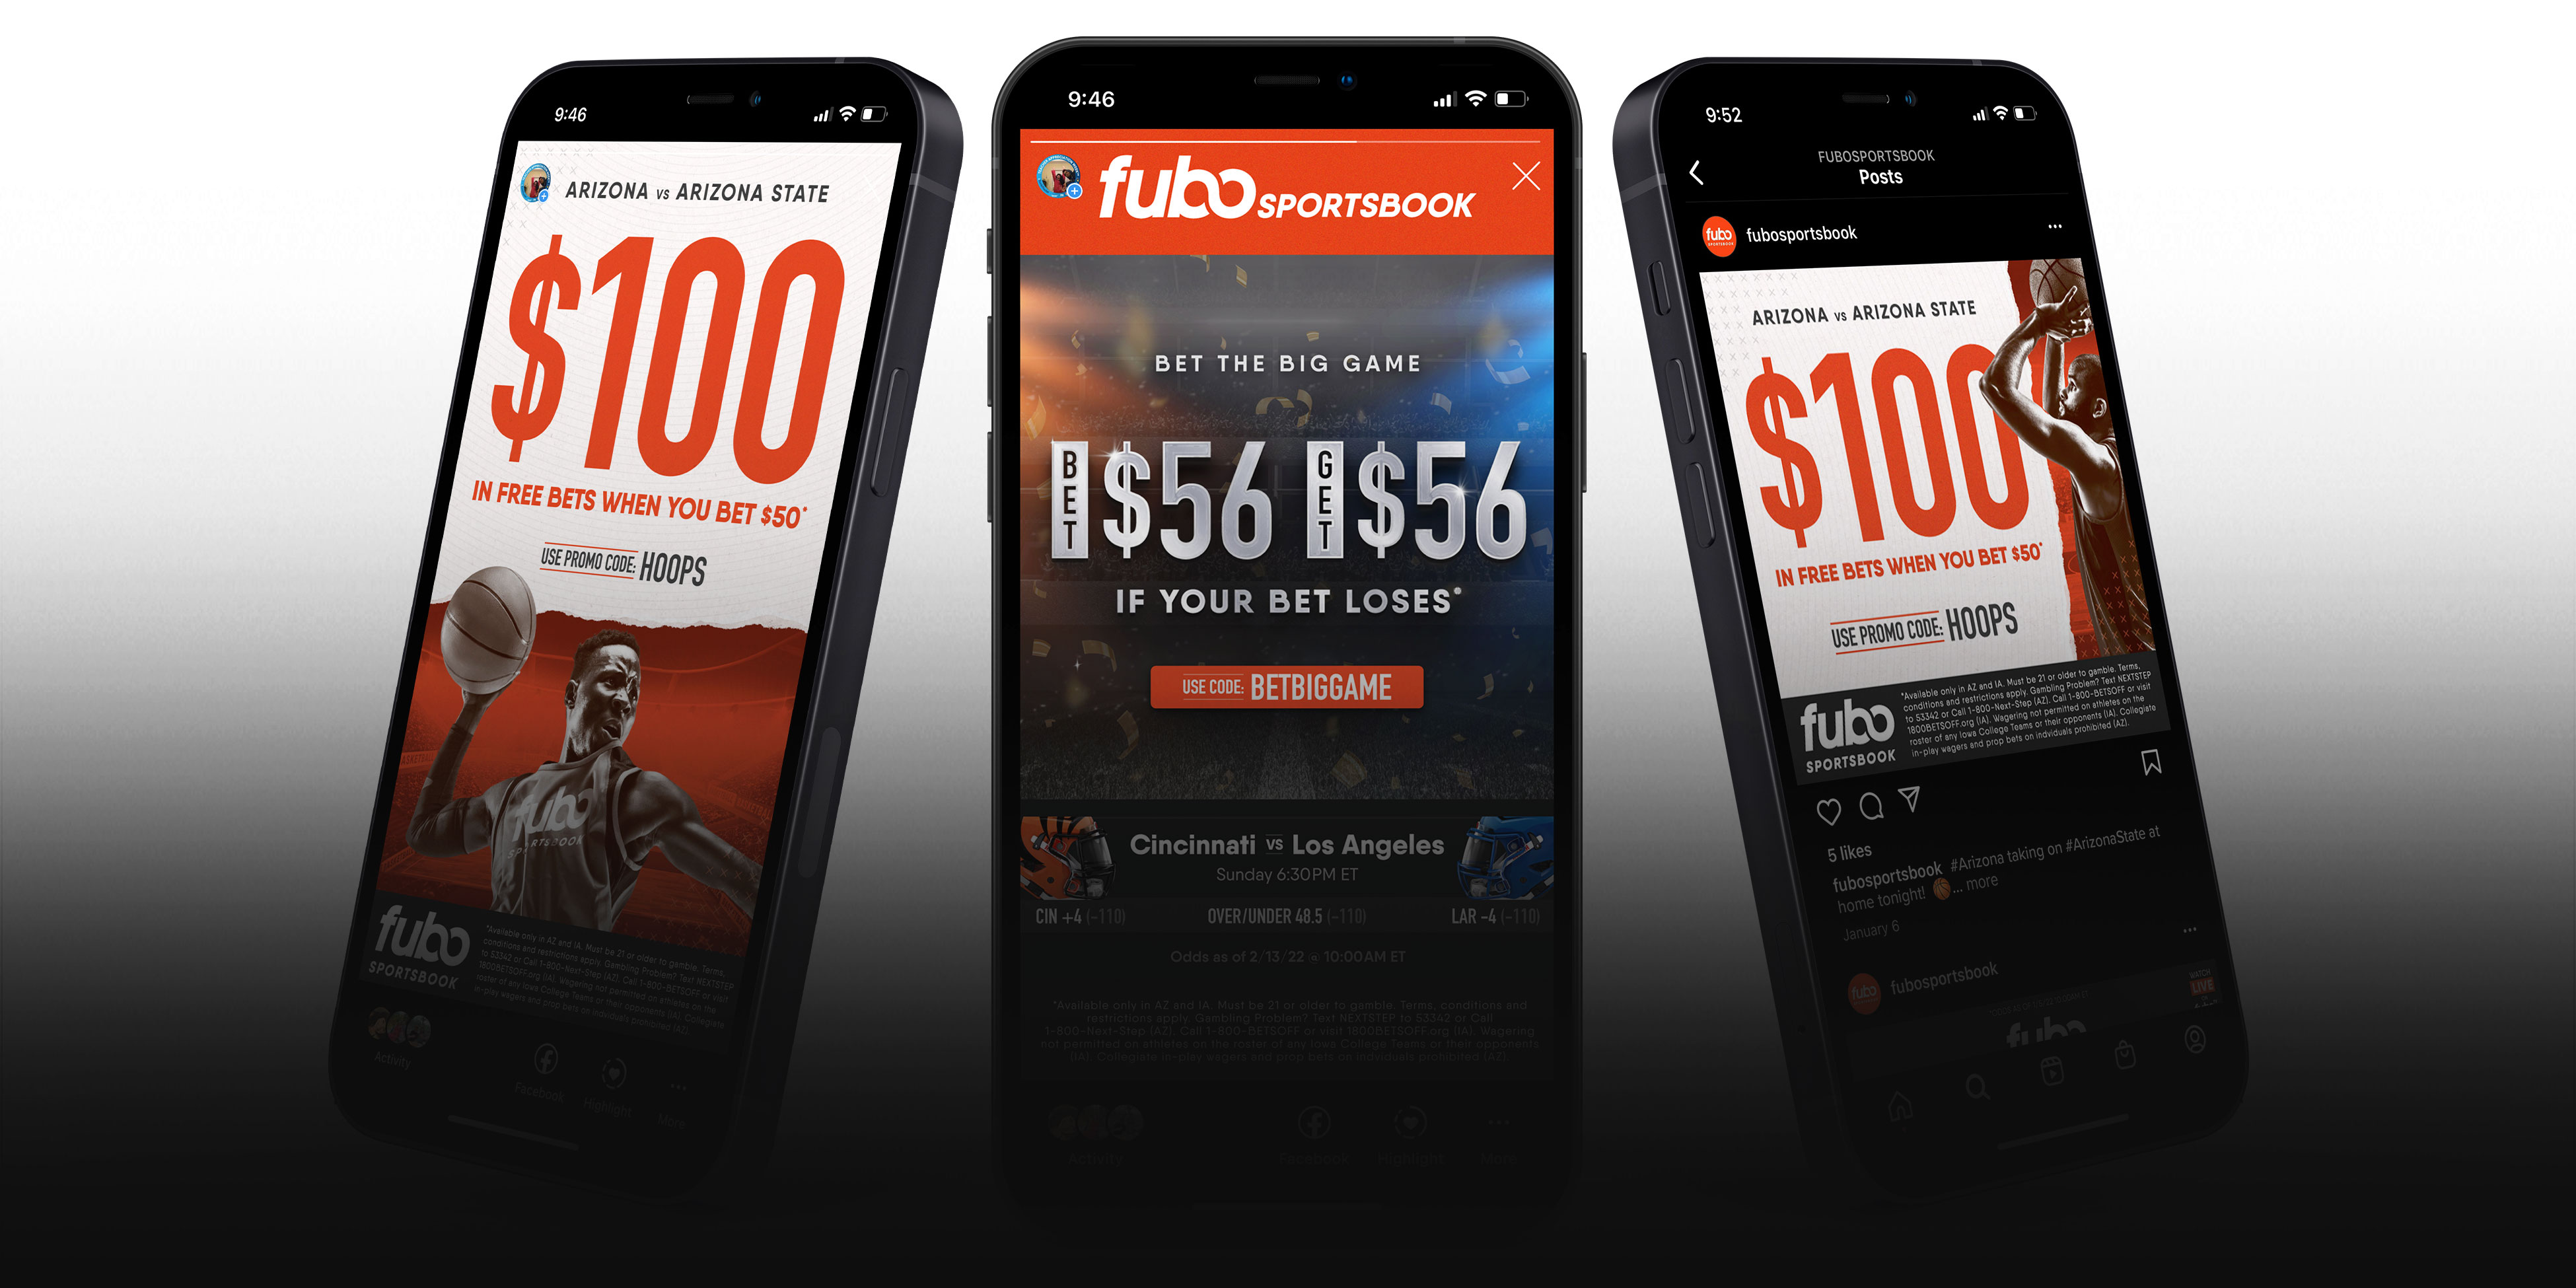 9:46
ARIZONA VS ARIZONA STATE
$100
IN FREE BETS WHEN YOU BET $50*
USE PROMO CODE: HOOPS
fubo
SPORTSBOOK
fubo
SPORTSBOOK
*Available only in AZ and IA. Must be 21 or older to gamble. Terms,
conditions and restrictions apply. Gambling Problem? Text NEXTSTEP
to 53342 or Call 1-800-Next-Step (AZ). Call 1-800-BETSOFF or visit
1800BETSOFF.org (IA). Wagering not permitted on athletes on the
roster of any Iowa College Teams or their opponents (IA). Collegiate
in-play wagers and prop bets on individuals prohibited (AZ).
Activity
Facebook
Highlight
More
9:46
fubo SPORTSBOOK
BET THE BIG GAME
BET $56 GET $56
IF YOUR BET LOSES*
USE CODE: BETBIGGAME
Cincinnati VS Los Angeles
Sunday 6:30PM ET
CIN +4 (-110) OVER/UNDER 48.5 (-110) LAR -4 (-110)
Odds as of 2/13/22 @ 10:00AM ET
*Available only in AZ and IA. Must be 21 or older to gamble. Terms, conditions and
restrictions apply. Gambling Problem? Text NEXTSTEP to 53342 or Call
1-800-Next-Step (AZ). Call 1-800-BETSOFF or visit 1800BETSOFF.org (IA). Wagering
not permitted on athletes on the roster of any Iowa College Teams or their opponents
(IA). Collegiate in-play wagers and prop bets on indivduals prohibited (AZ).
Activity
Facebook
Highlight
More
9:52
FUBOSPORTSBOOK
Posts
fubo
SPORTSBOOK
fubosportsbook
ARIZONA VS ARIZONA STATE
$100
IN FREE BETS WHEN YOU BET $50*
USE PROMO CODE: HOOPS
fubo
SPORTSBOOK
*Available only in AZ and IA. Must be 21 or older to gamble. Terms,
conditions and restrictions apply. Gambling Problem? Text NEXTSTEP
to 53342 or Call 1-800-Next-Step (AZ). Call 1-800-BETSOFF or visit
1800BETSOFF.org (IA). Wagering not permitted on athletes on the
roster of any Iowa College Teams or their opponents (IA). Collegiate
in-play wagers and prop bets on indviduals prohibited (AZ).
5 likes
fubosportsbook #Arizona taking on #ArizonaState at
home tonight! 🏀... more
January 6
fubo
fubosportsbook
WATCH
LIVE
fubo